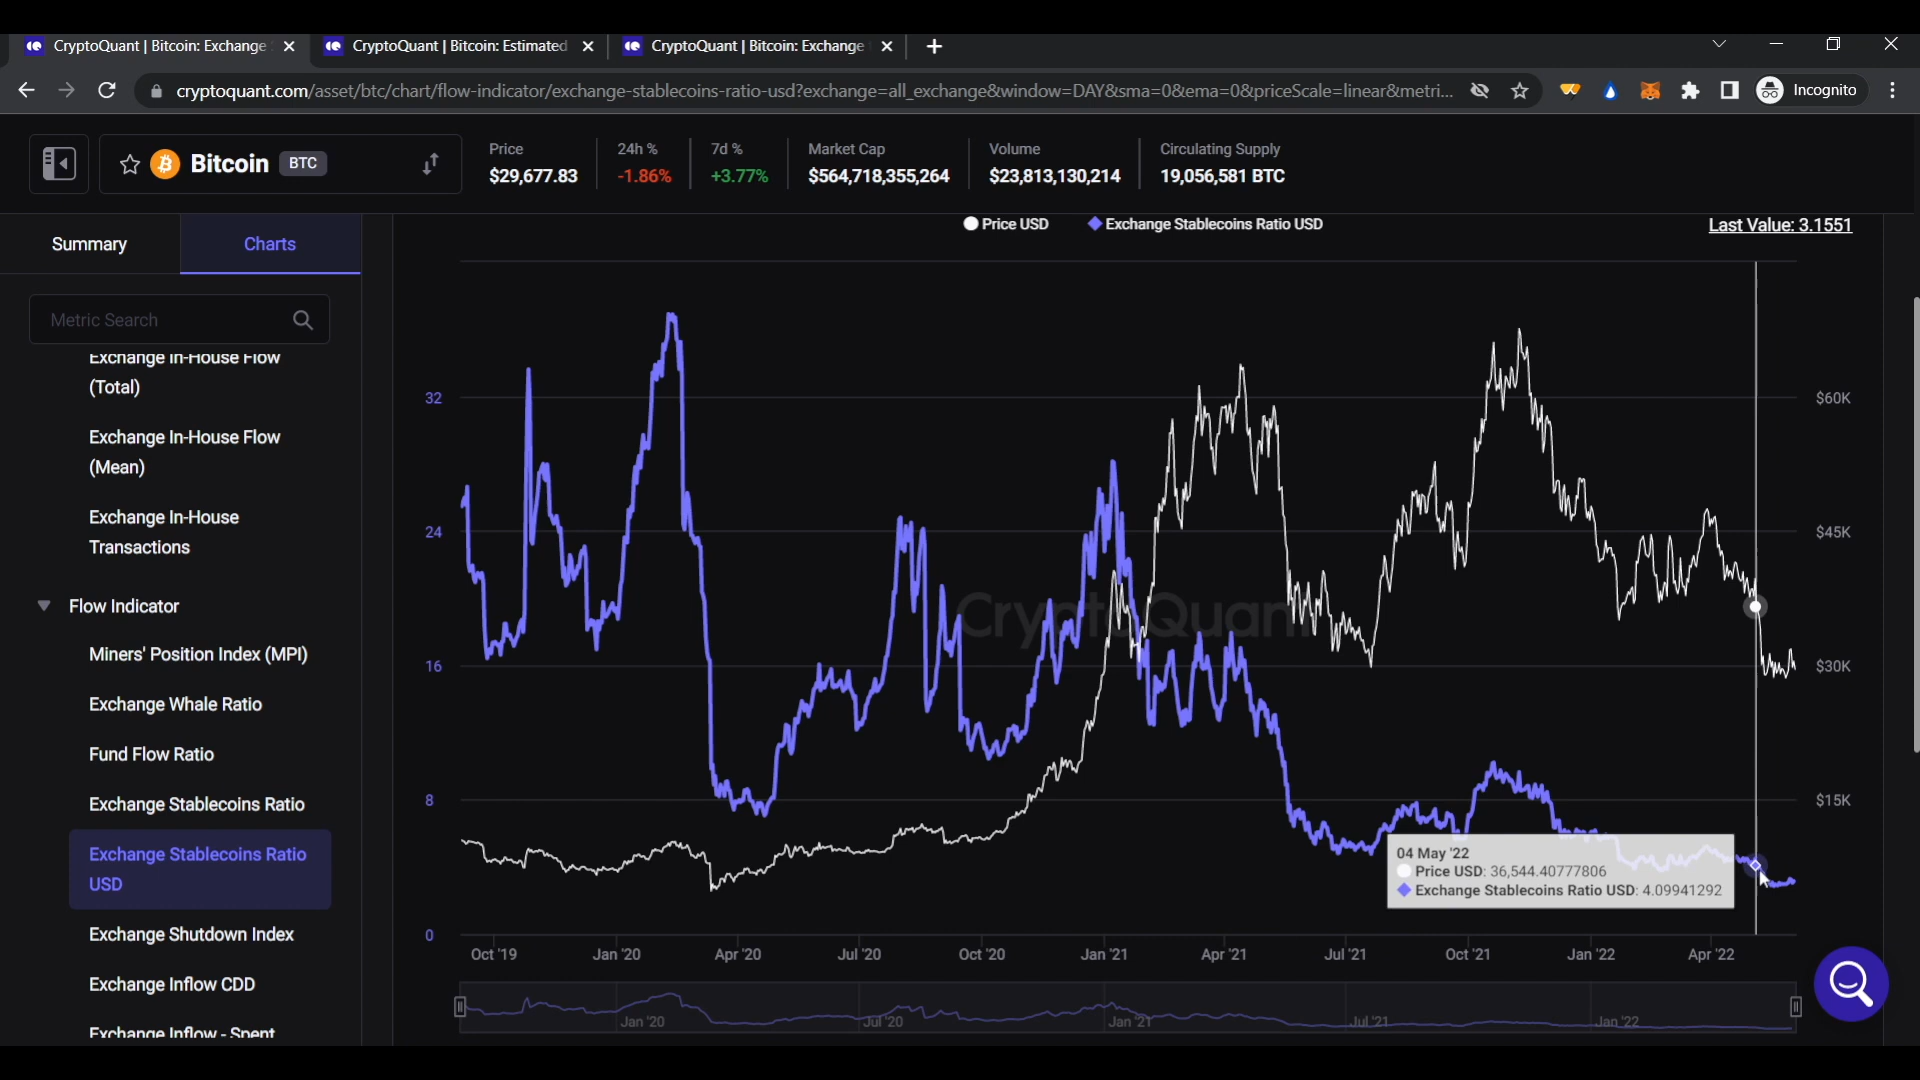 CryptoQuant | Bitcoin: Exchange
CryptoQuant | Bitcoin: Estimated
CryptoQuant | Bitcoin: Exchange
cryptoquant.com/asset/btc/chart/flow-indicator/exchange-stablecoins-ratio-usd?exchange=all_exchange&window=DAY&sma=0&ema=0&priceScale=linear&metri...
Incognito
Bitcoin BTC
Price
$29,677.83
24h %
-1.86%
7d %
+3.77%
Market Cap
$564,718,355,264
Volume
$23,813,130,214
Circulating Supply
19,056,581 BTC
Summary
Charts
Metric Search
Exchange In-House Flow
(Total)
Exchange In-House Flow
(Mean)
Exchange In-House
Transactions
Flow Indicator
Miners' Position Index (MPI)
Exchange Whale Ratio
Fund Flow Ratio
Exchange Stablecoins Ratio
Exchange Stablecoins Ratio
USD
Exchange Shutdown Index
Exchange Inflow CDD
Exchange Inflow - Spent
Price USD
Exchange Stablecoins Ratio USD
Last Value: 3.1551
32
24
16
8
0
$60K
$45K
$30K
$15K
CryptoQuant
04 May '22
Price USD: 36,544.40777806
Exchange Stablecoins Ratio USD: 4.09941292
Oct '19
Jan '20
Apr '20
Jul '20
Oct '20
Jan '21
Apr '21
Jul '21
Oct '21
Jan '22
Apr '22
Jan '20
Jul '20
Jan '21
Jul '21
Jan '22